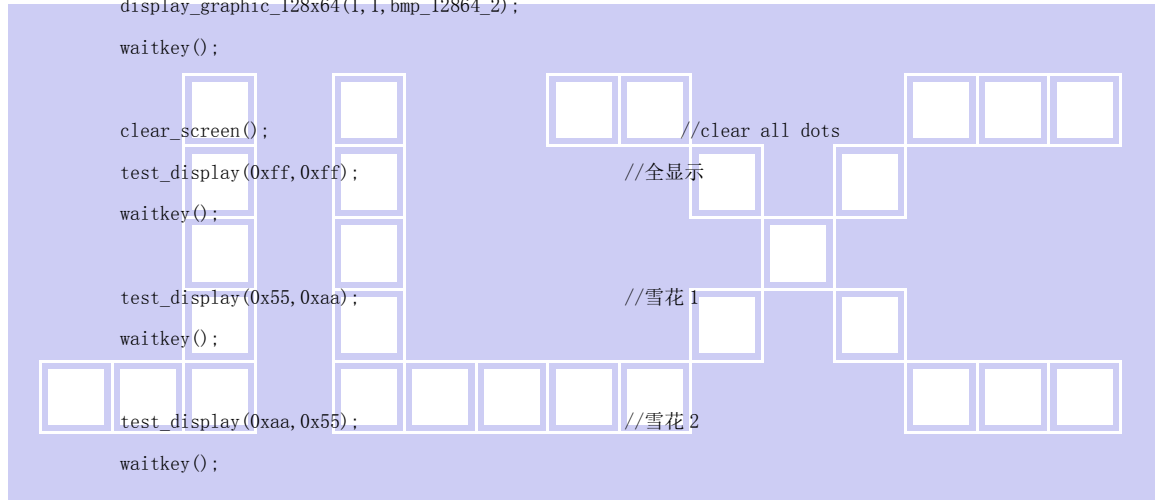 display_graphic_128x64(1,1,bmp_12864_2);
waitkey();
clear_screen(); //clear all dots
test_display(0xff,0xff); //全显示
waitkey();
test_display(0x55,0xaa); //雪花1
waitkey();
test_display(0xaa,0x55); //雪花2
waitkey();